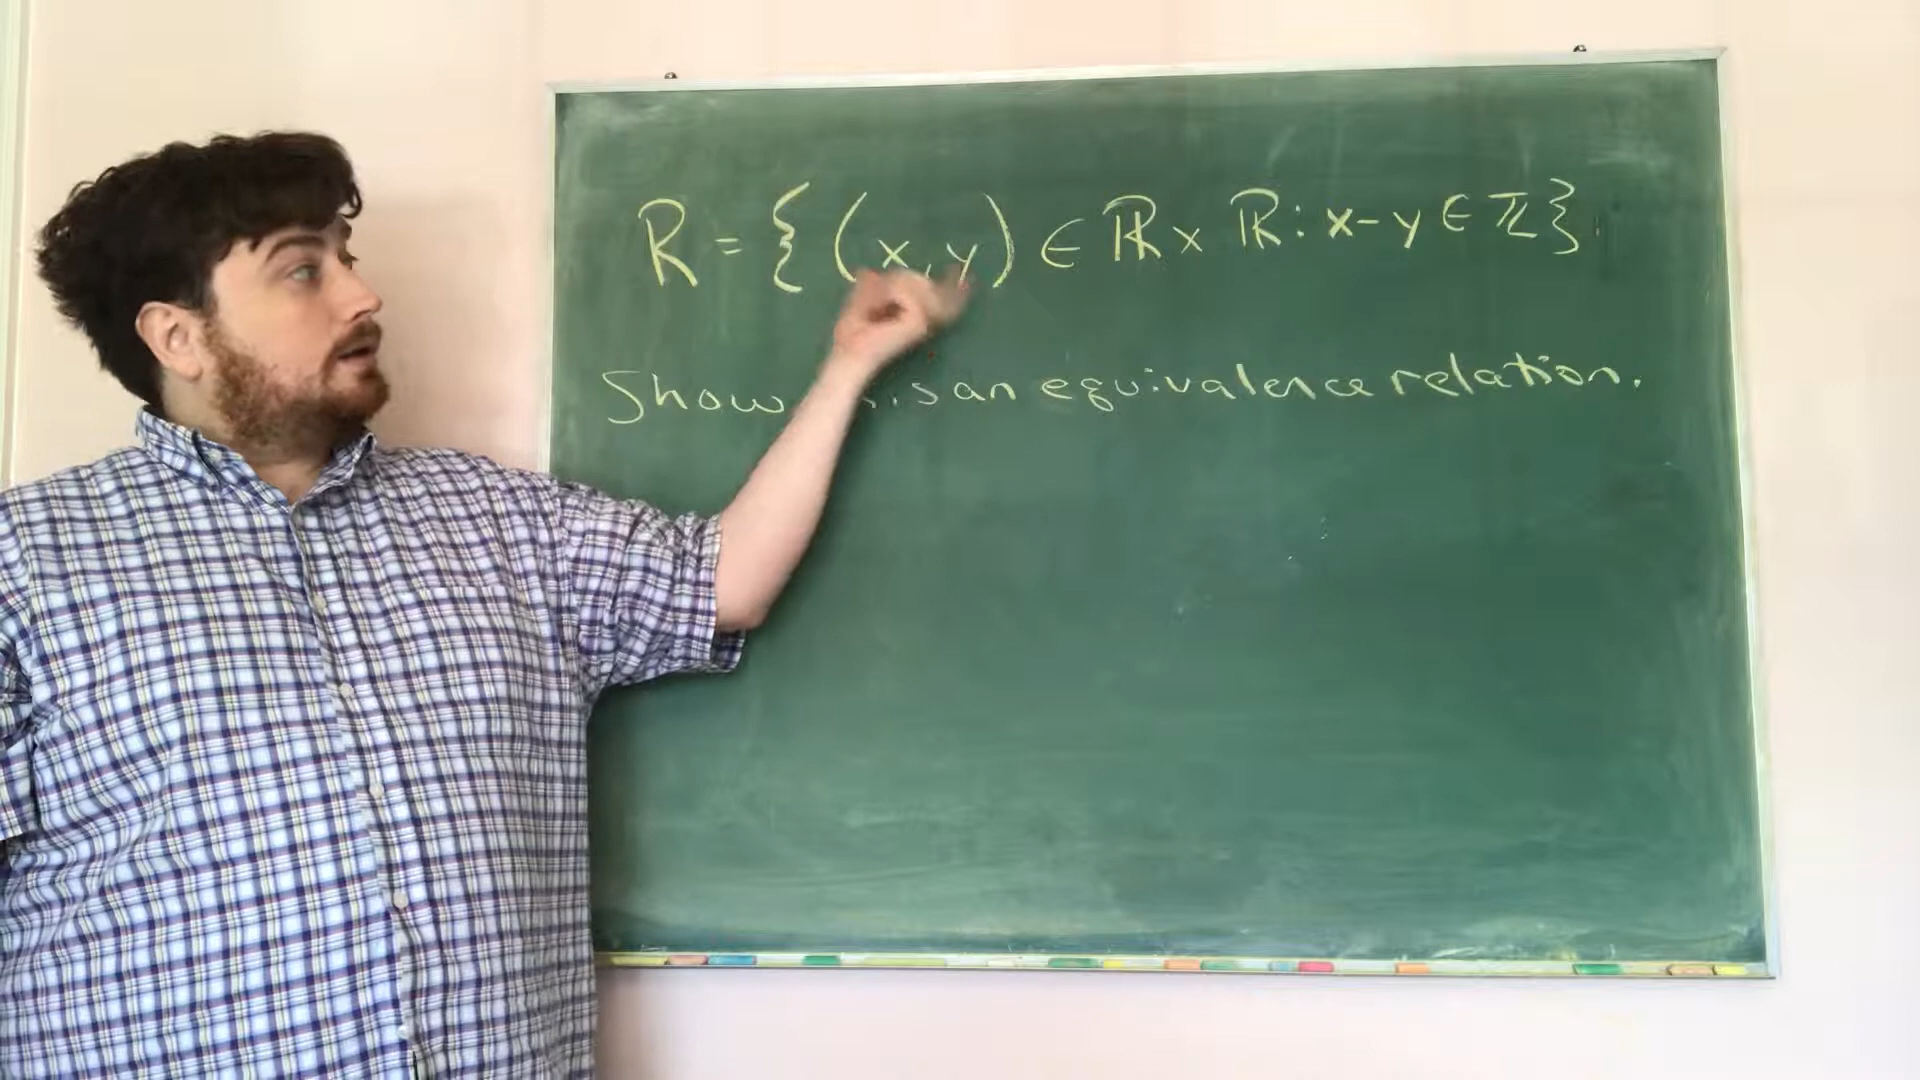 R = { (x, y) ∈ ℝ × ℝ : x - y ∈ ℤ }.
Show is an equivalence relation.